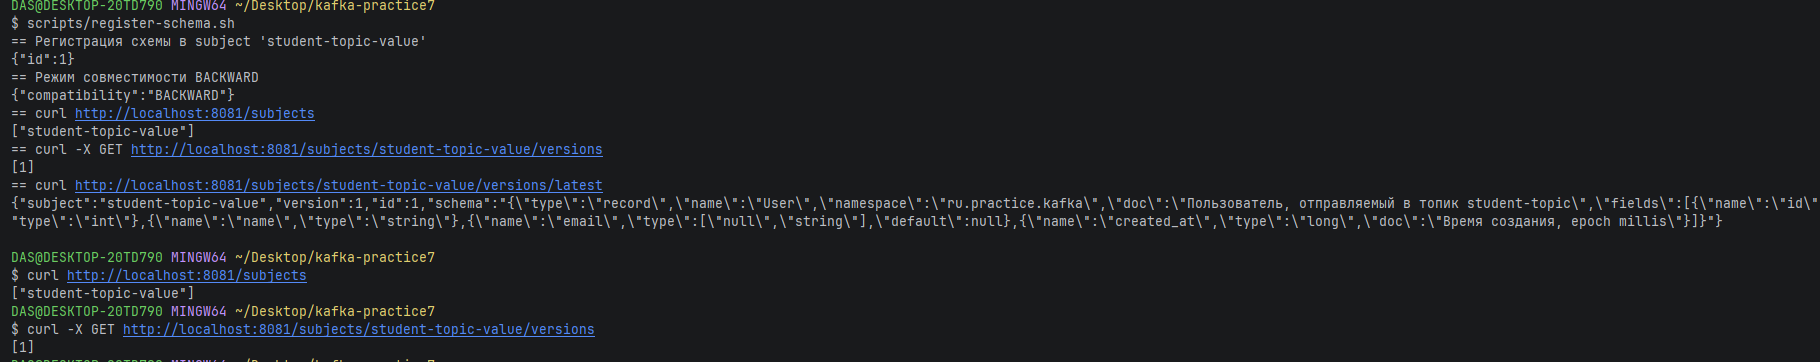 DAS@DESKTOP-20TD790 MINGW64 ~/Desktop/kafka-practice7
$ scripts/register-schema.sh
== Регистрация схемы в subject 'student-topic-value'
{"id":1}
== Режим совместимости BACKWARD
{"compatibility":"BACKWARD"}
== curl http://localhost:8081/subjects
["student-topic-value"]
== curl -X GET http://localhost:8081/subjects/student-topic-value/versions
[1]
== curl http://localhost:8081/subjects/student-topic-value/versions/latest
{"subject":"student-topic-value","version":1,"id":1,"schema":"{\"type\":\"record\",\"name\":\"User\",\"namespace\":\"ru.practice.kafka\",\"doc\":\"Пользователь, отправляемый в топик student-topic\",\"fields\":[{\"name\":\"id\"
"type\":\"int\"},{\"name\":\"name\",\"type\":\"string\"},{\"name\":\"email\",\"type\":[\"null\",\"string\"],\"default\":null},{\"name\":\"created_at\",\"type\":\"long\",\"doc\":\"Время создания, epoch millis\"}]}"}
DAS@DESKTOP-20TD790 MINGW64 ~/Desktop/kafka-practice7
$ curl http://localhost:8081/subjects
["student-topic-value"]
DAS@DESKTOP-20TD790 MINGW64 ~/Desktop/kafka-practice7
$ curl -X GET http://localhost:8081/subjects/student-topic-value/versions
[1]
DAS@DESKTOP-20TD790 MINGW64 ~/Desktop/kafka-practice7